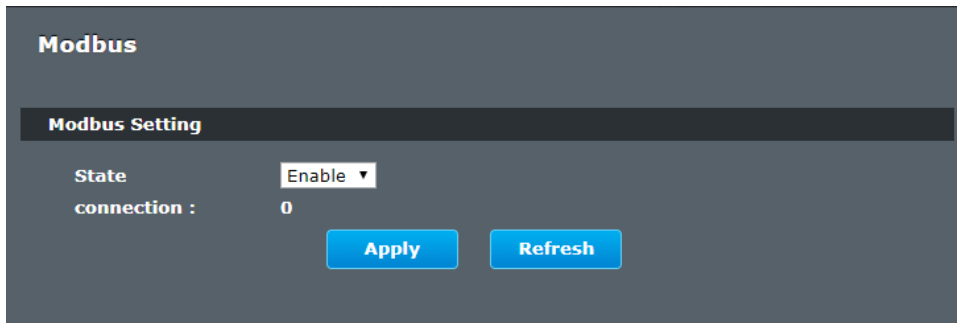 Modbus
Modbus Setting
State Enable
connection : 0
Apply Refresh